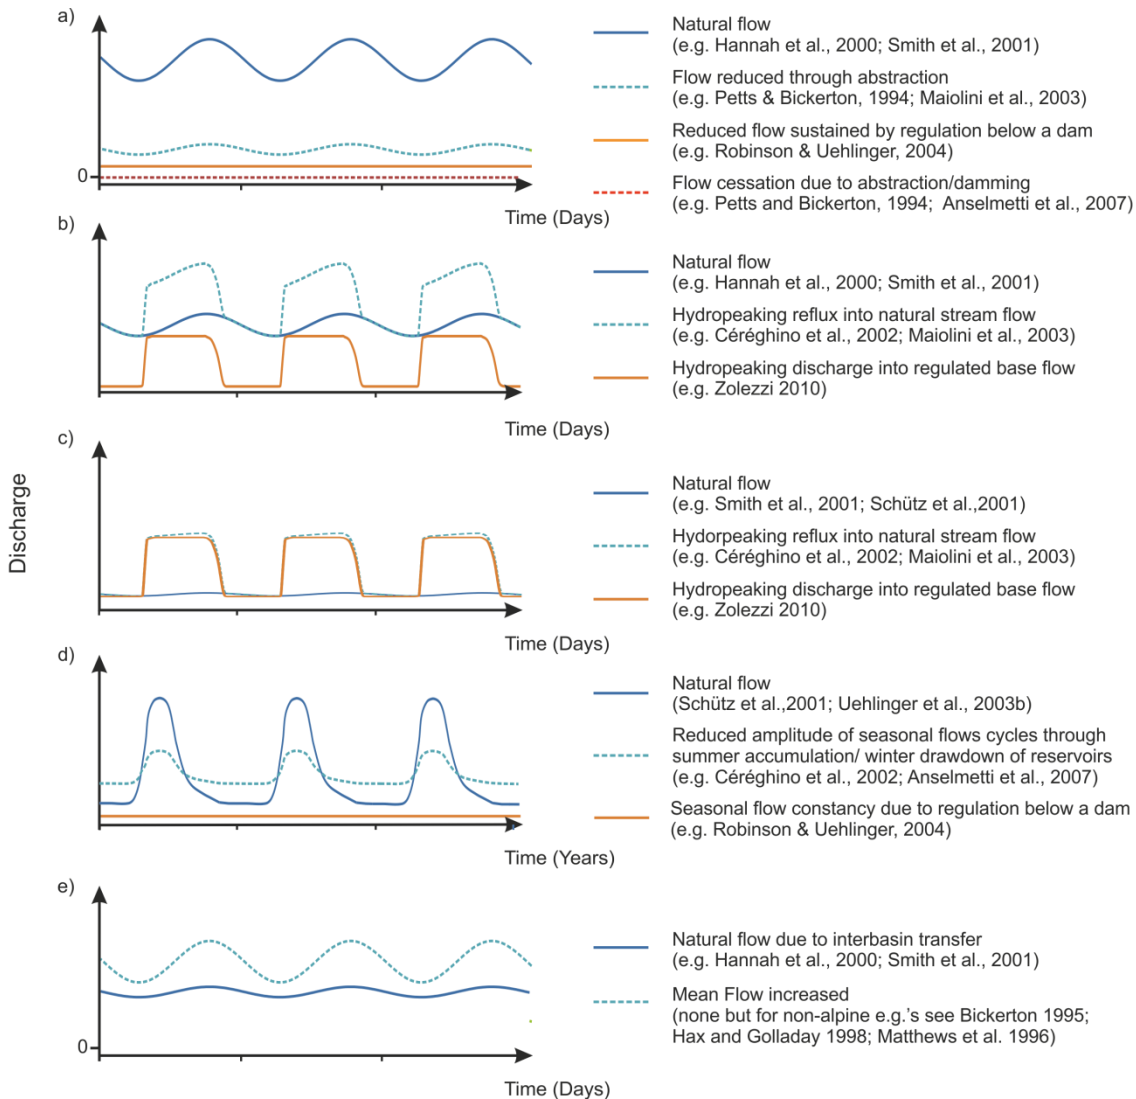 Discharge
a)
0
Time (Days)
Natural flow
(e.g. Hannah et al., 2000; Smith et al., 2001)
Flow reduced through abstraction
(e.g. Petts & Bickerton, 1994; Maiolini et al., 2003)
Reduced flow sustained by regulation below a dam
(e.g. Robinson & Uehlinger, 2004)
Flow cessation due to abstraction/damming
(e.g. Petts and Bickerton, 1994; Anselmetti et al., 2007)
b)
Time (Days)
Natural flow
(e.g. Hannah et al., 2000; Smith et al., 2001)
Hydropeaking reflux into natural stream flow
(e.g. Céréghino et al., 2002; Maiolini et al., 2003)
Hydropeaking discharge into regulated base flow
(e.g. Zolezzi 2010)
c)
Time (Days)
Natural flow
(e.g. Smith et al., 2001; Schütz et al.,2001)
Hydorpeaking reflux into natural stream flow
(e.g. Céréghino et al., 2002; Maiolini et al., 2003)
Hydropeaking discharge into regulated base flow
(e.g. Zolezzi 2010)
d)
Time (Years)
Natural flow
(Schütz et al.,2001; Uehlinger et al., 2003b)
Reduced amplitude of seasonal flows cycles through
summer accumulation/ winter drawdown of reservoirs
(e.g. Céréghino et al., 2002; Anselmetti et al., 2007)
Seasonal flow constancy due to regulation below a dam
(e.g. Robinson & Uehlinger, 2004)
e)
0
Time (Days)
Natural flow due to interbasin transfer
(e.g. Hannah et al., 2000; Smith et al., 2001)
Mean Flow increased
(none but for non-alpine e.g.'s see Bickerton 1995;
Hax and Golladay 1998; Matthews et al. 1996)